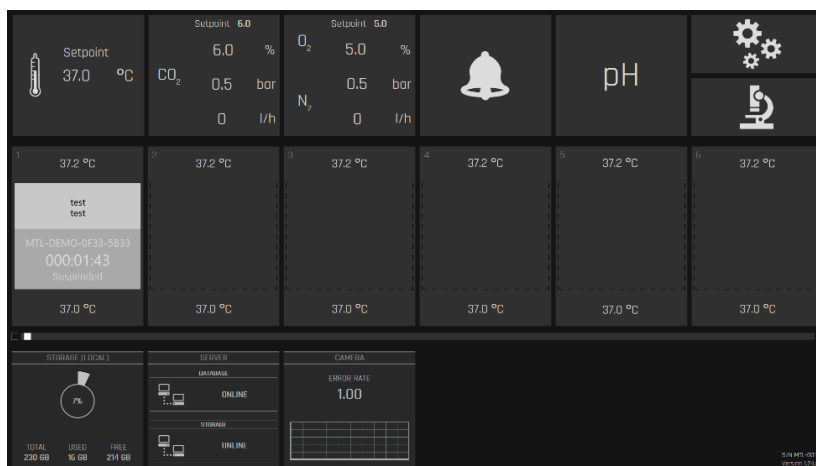 Setpoint
37.0 °C
Setpoint 6.0
CO2
6.0 %
0.5 bar
0 l/h
Setpoint 5.0
O2
5.0 %
0.5 bar
N2
0 l/h
pH
1
37.2 °C
test
test
MTL-DEMO-0F33-5B33
000:01:43
Suspended
37.0 °C
2
37.2 °C
37.0 °C
3
37.2 °C
37.0 °C
4
37.2 °C
37.0 °C
5
37.2 °C
37.0 °C
6
37.2 °C
37.0 °C
STORAGE (LOCAL)
7%
TOTAL USED FREE
230 GB 16 GB 214 GB
SERVER
DATABASE
ONLINE
STORAGE
ONLINE
CAMERA
ERROR RATE
1.00
S/N MTL-001
Version